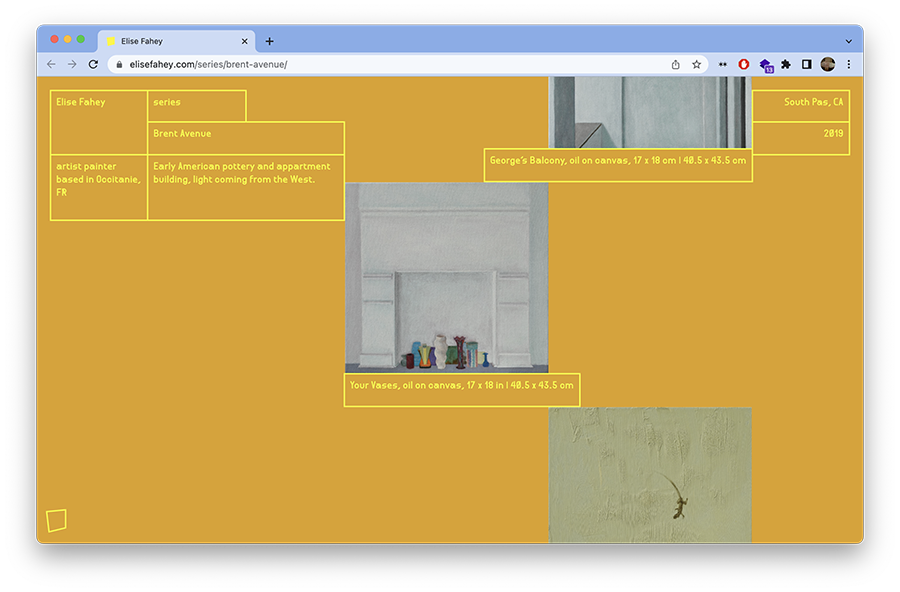 Elise Fahey
elisefahey.com/series/brent-avenue/
13
Elise Fahey
series
South Pas, CA
Brent Avenue
2019
George's Balcony, oil on canvas, 17 x 18 cm | 40.5 x 43.5 cm
artist painter
based in Occitanie,
FR
Early American pottery and appartment
building, light coming from the West.
Your Vases, oil on canvas, 17 x 18 in | 40.5 x 43.5 cm